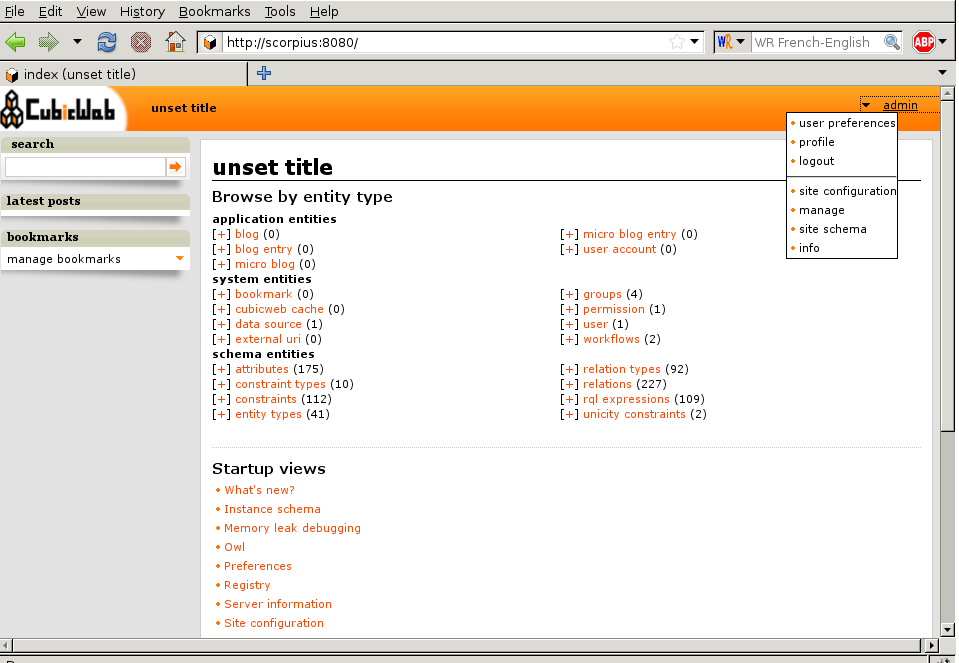 File Edit View History Bookmarks Tools Help
http://scorpius:8080/ WR WR French-English ABP
index (unset title)
CubicWeb unset title admin
user preferences
profile
logout
site configuration
manage
site schema
info
search
latest posts
bookmarks
manage bookmarks
unset title
Browse by entity type
application entities
[+] blog (0) [+] micro blog entry (0)
[+] blog entry (0) [+] user account (0)
[+] micro blog (0)
system entities
[+] bookmark (0) [+] groups (4)
[+] cubicweb cache (0) [+] permission (1)
[+] data source (1) [+] user (1)
[+] external uri (0) [+] workflows (2)
schema entities
[+] attributes (175) [+] relation types (92)
[+] constraint types (10) [+] relations (227)
[+] constraints (112) [+] rql expressions (109)
[+] entity types (41) [+] unicity constraints (2)
Startup views
What's new?
Instance schema
Memory leak debugging
Owl
Preferences
Registry
Server information
Site configuration